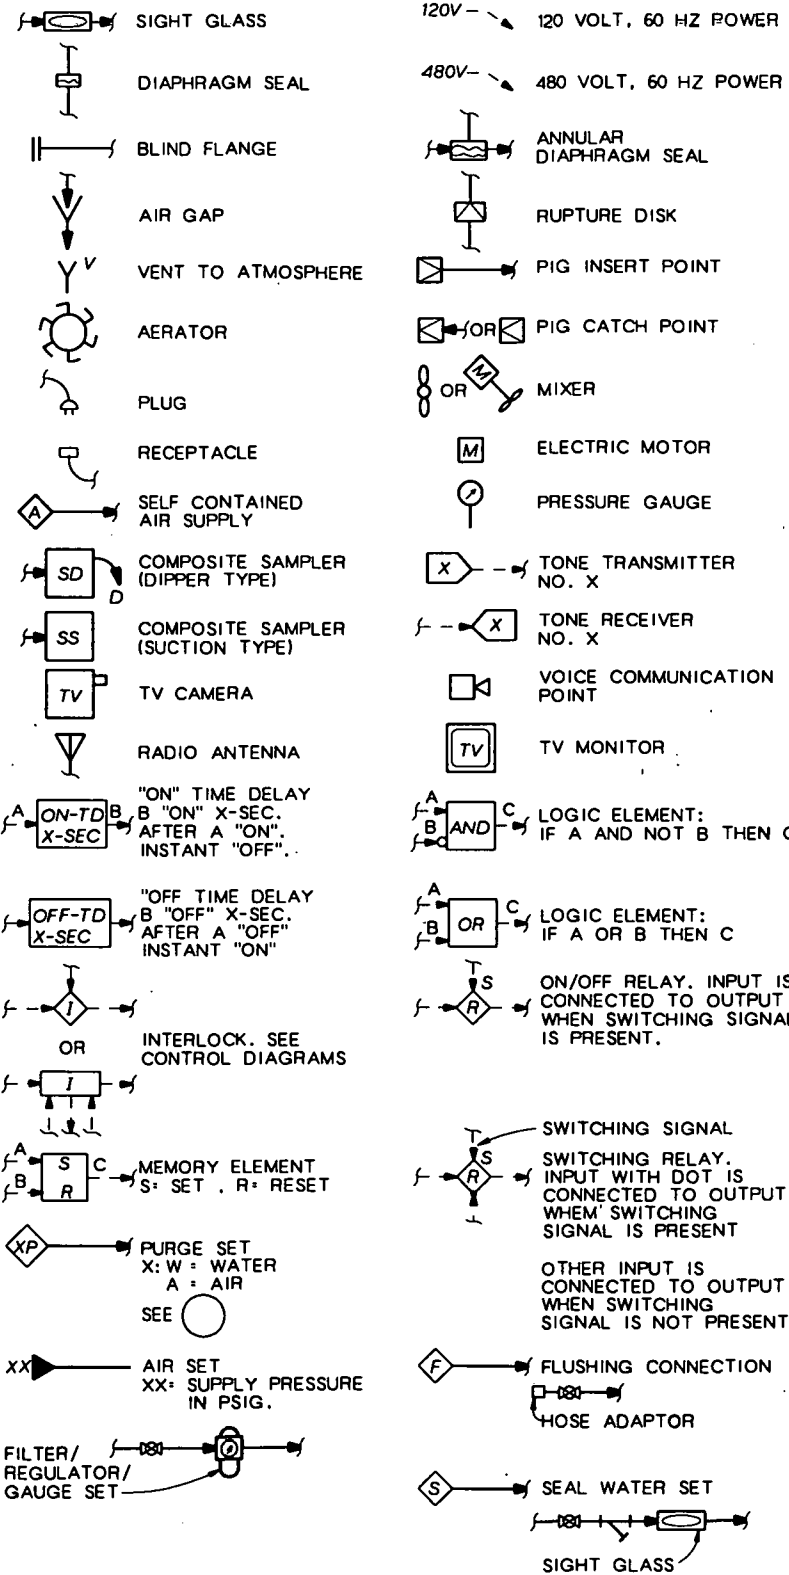 SIGHT GLASS
DIAPHRAGM SEAL
BLIND FLANGE
AIR GAP
V
VENT TO ATMOSPHERE
AERATOR
PLUG
RECEPTACLE
A
SELF CONTAINED
AIR SUPPLY
SD
D
COMPOSITE SAMPLER
(DIPPER TYPE)
SS
COMPOSITE SAMPLER
(SUCTION TYPE)
TV
TV CAMERA
RADIO ANTENNA
A
ON-TD
X-SEC
B
"ON" TIME DELAY
B "ON" X-SEC.
AFTER A "ON".
INSTANT "OFF".
OFF-TD
X-SEC
"OFF TIME DELAY
B "OFF" X-SEC.
AFTER A "OFF"
INSTANT "ON"
I
OR
I
INTERLOCK. SEE
CONTROL DIAGRAMS
A
B
S
R
C
MEMORY ELEMENT
S= SET , R= RESET
XP
PURGE SET
X: W = WATER
A = AIR
SEE
XX
AIR SET
XX= SUPPLY PRESSURE
IN PSIG.
FILTER/
REGULATOR/
GAUGE SET
120V
120 VOLT, 60 HZ POWER
480V
480 VOLT, 60 HZ POWER
ANNULAR
DIAPHRAGM SEAL
RUPTURE DISK
PIG INSERT POINT
OR
PIG CATCH POINT
OR
M
MIXER
M
ELECTRIC MOTOR
PRESSURE GAUGE
X
TONE TRANSMITTER
NO. X
X
TONE RECEIVER
NO. X
VOICE COMMUNICATION
POINT
TV
TV MONITOR
A
B
AND
C
LOGIC ELEMENT:
IF A AND NOT B THEN
A
B
OR
C
LOGIC ELEMENT:
IF A OR B THEN C
S
R
ON/OFF RELAY. INPUT IS
CONNECTED TO OUTPUT
WHEN SWITCHING SIGNAL
IS PRESENT.
SWITCHING SIGNAL
S
R
SWITCHING RELAY.
INPUT WITH DOT IS
CONNECTED TO OUTPUT
WHEM' SWITCHING
SIGNAL IS PRESENT
OTHER INPUT IS
CONNECTED TO OUTPUT
WHEN SWITCHING
SIGNAL IS NOT PRESENT
F
FLUSHING CONNECTION
HOSE ADAPTOR
S
SEAL WATER SET
SIGHT GLASS